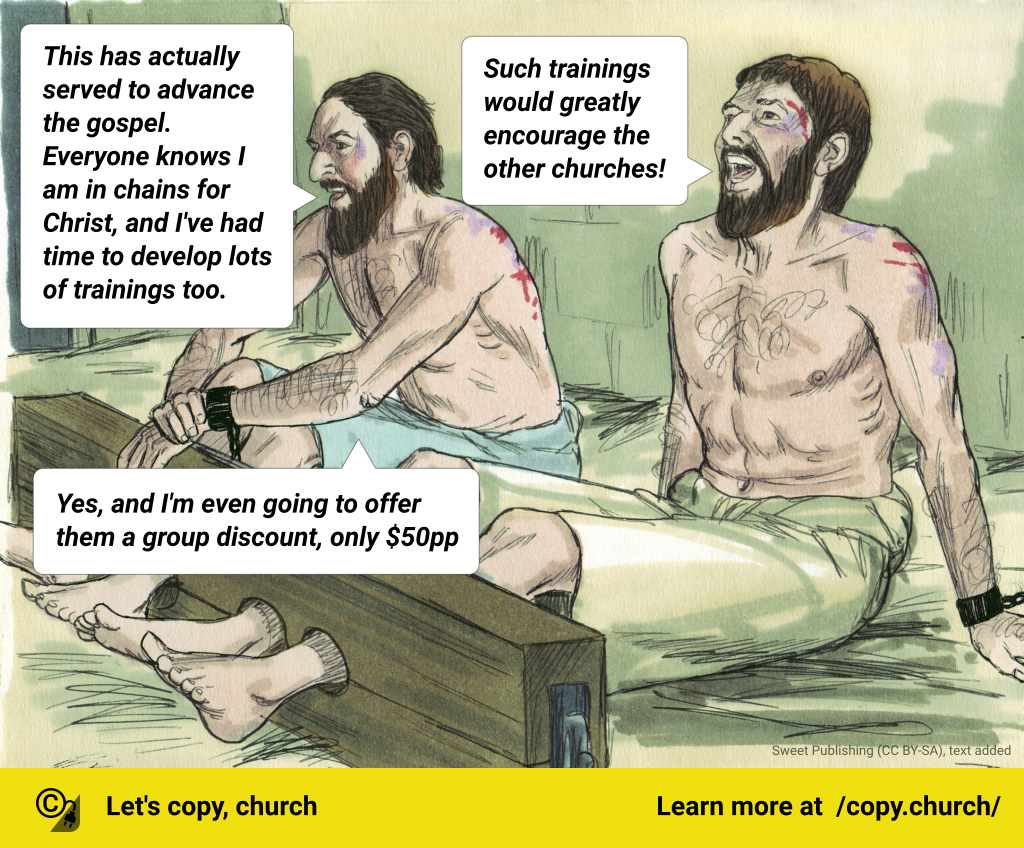 This has actually
served to advance
the gospel.
Everyone knows I
am in chains for
Christ, and I've had
time to develop lots
of trainings too.
Such trainings
would greatly
encourage the
other churches!
Yes, and I'm even going to offer
them a group discount, only $50pp
Sweet Publishing (CC BY-SA), text added
© Let's copy, church
Learn more at /copy.church/